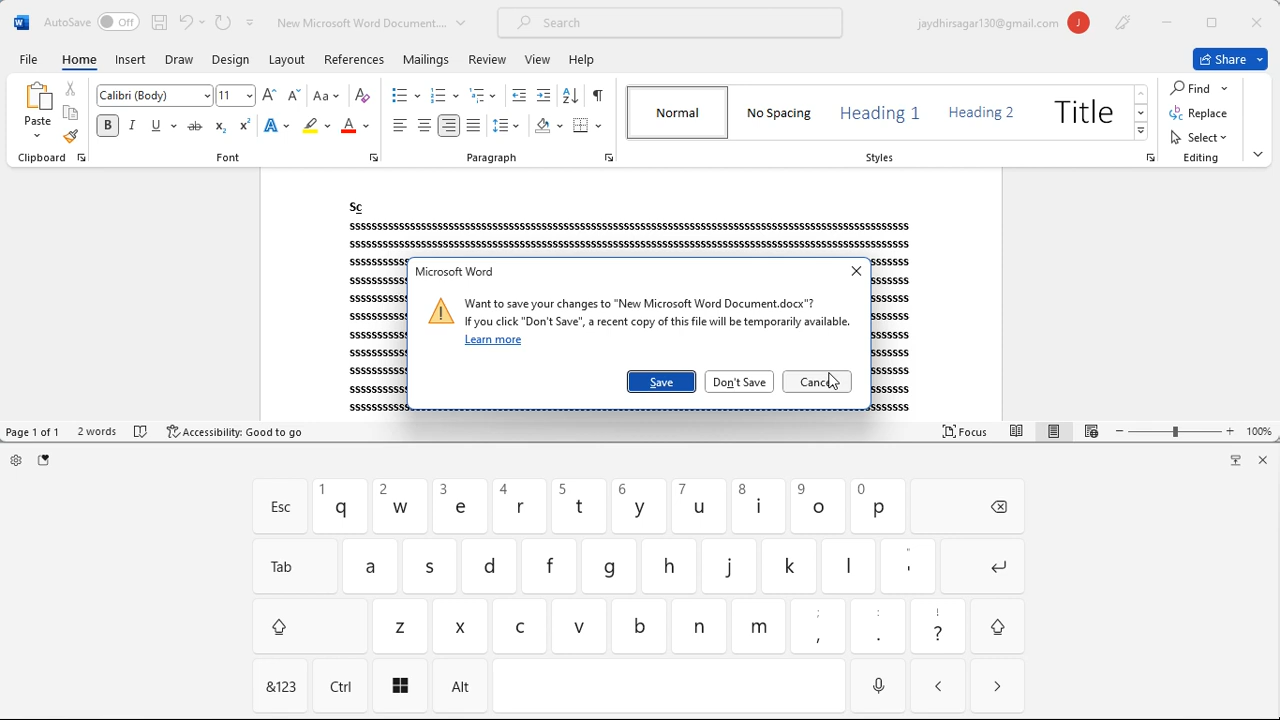 AutoSave Off New Microsoft Word Document.... Search jaydhirsagar130@gmail.com J
File Home Insert Draw Design Layout References Mailings Review View Help Share
Paste Calibri (Body) 11 Aa Normal No Spacing Heading 1 Heading 2 Title Find
Replace
B I U ab x₂ x² A A Select
Clipboard Font Paragraph Styles Editing
Sc
Microsoft Word
Want to save your changes to "New Microsoft Word Document.docx"?
If you click "Don't Save", a recent copy of this file will be temporarily available.
Learn more
Save Don't Save Cancel
Page 1 of 1 2 words Accessibility: Good to go Focus 100%
Esc 1 q 2 w 3 e 4 r 5 t 6 y 7 u 8 i 9 o 0 p
Tab a s d f g h j k l " '
z x c v b n m ; , : . ! ?
&123 Ctrl Alt